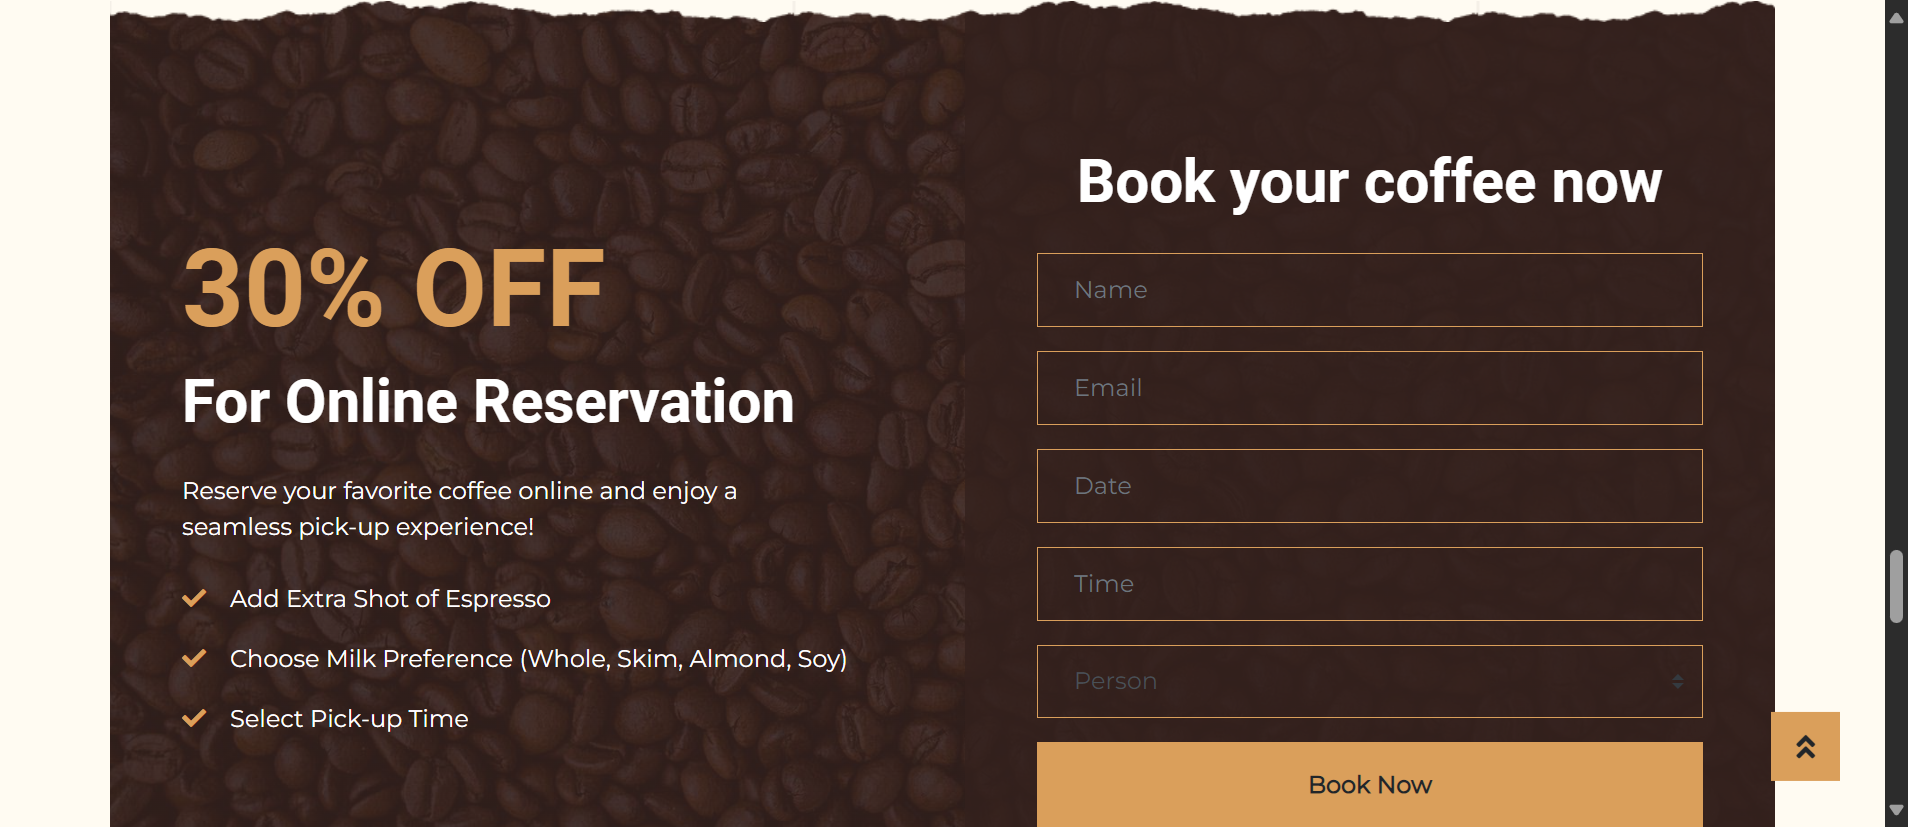 30% OFF
For Online Reservation
Reserve your favorite coffee online and enjoy a
seamless pick-up experience!
Add Extra Shot of Espresso
Choose Milk Preference (Whole, Skim, Almond, Soy)
Select Pick-up Time
Book your coffee now
Name
Email
Date
Time
Person
Book Now